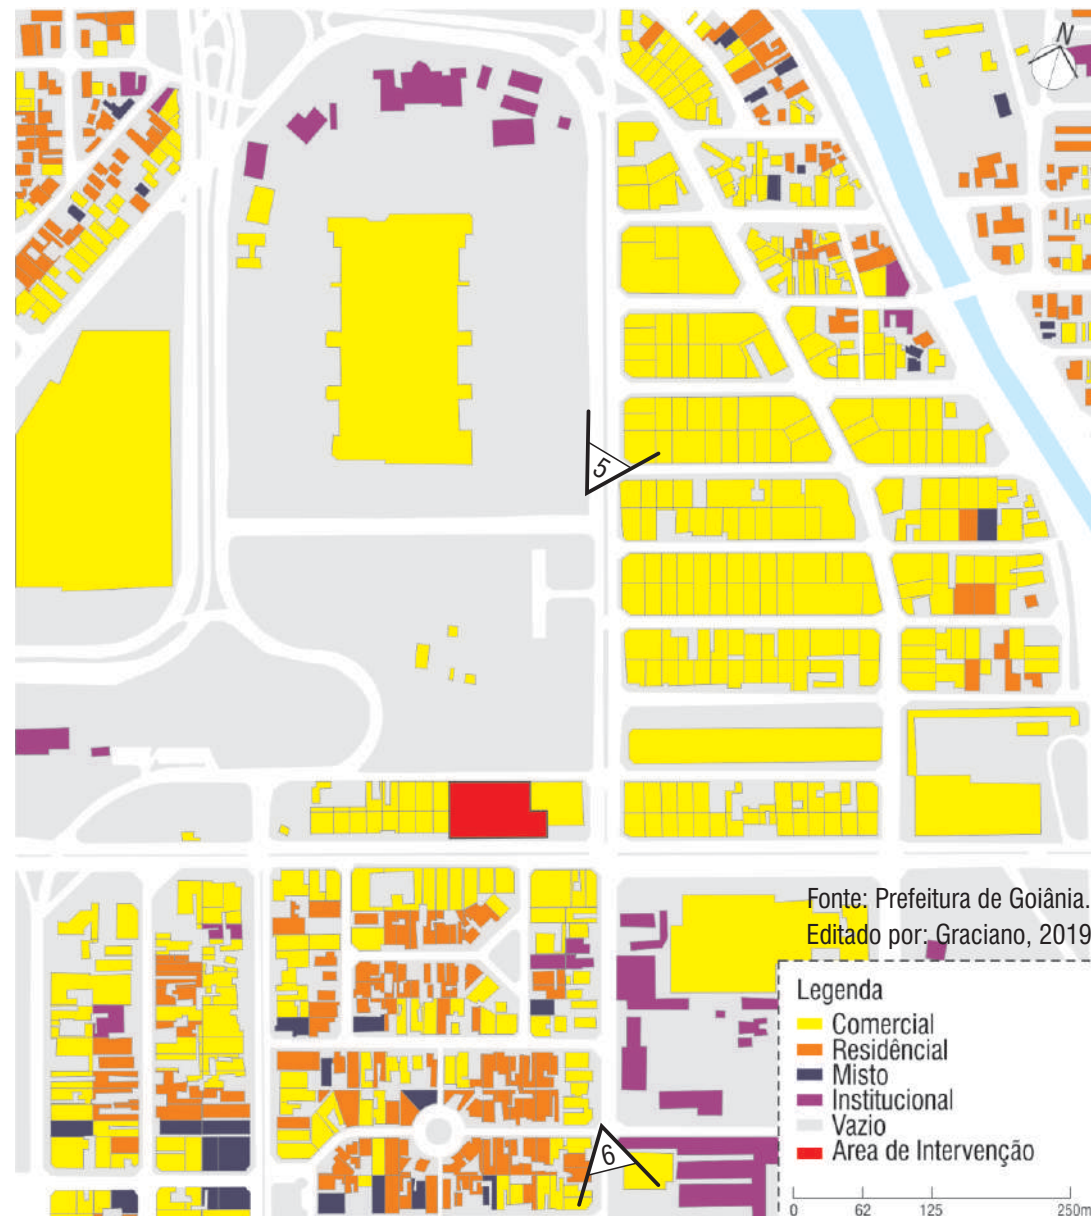 N
5
Fonte: Prefeitura de Goiânia.
Editado por: Graciano, 2019
Legenda
Comercial
Residêncial
Misto
Institucional
Vazio
Area de Intervenção
6
0 62 125 250m